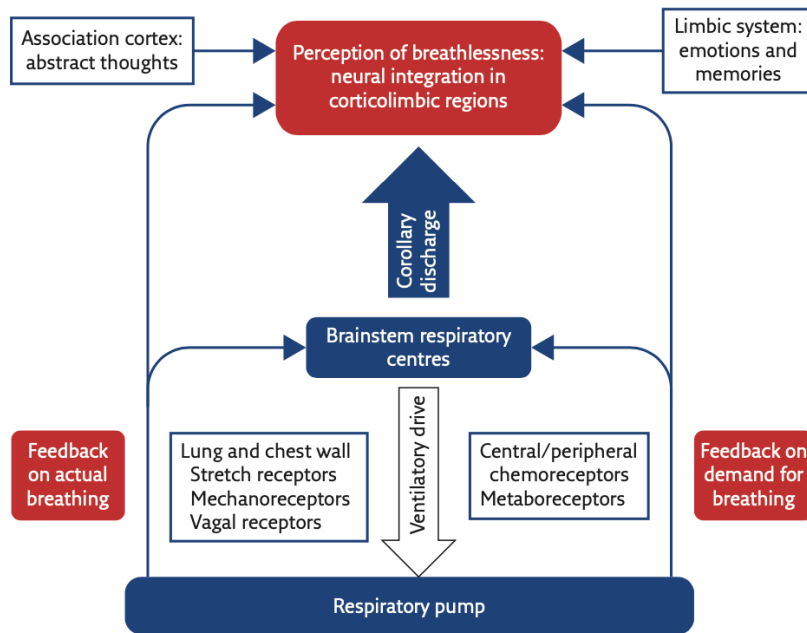 Association cortex:
abstract thoughts
Perception of breathlessness:
neural integration in
corticolimbic regions
Limbic system:
emotions and
memories
Corollary
discharge
Brainstem respiratory
centres
Feedback
on actual
breathing
Lung and chest wall
Stretch receptors
Mechanoreceptors
Vagal receptors
Ventilatory drive
Central/peripheral
chemoreceptors
Metaboreceptors
Feedback on
demand for
breathing
Respiratory pump